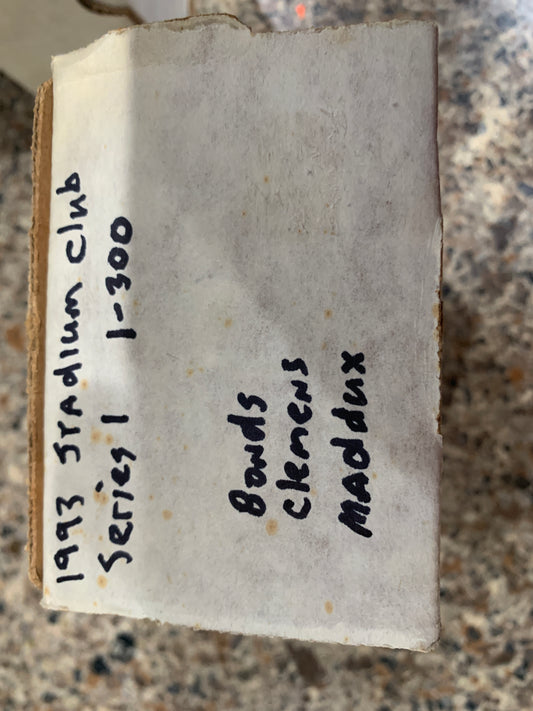 1993 Stadium Club
Series 1 1-300
Bonds
Clemens
Maddux